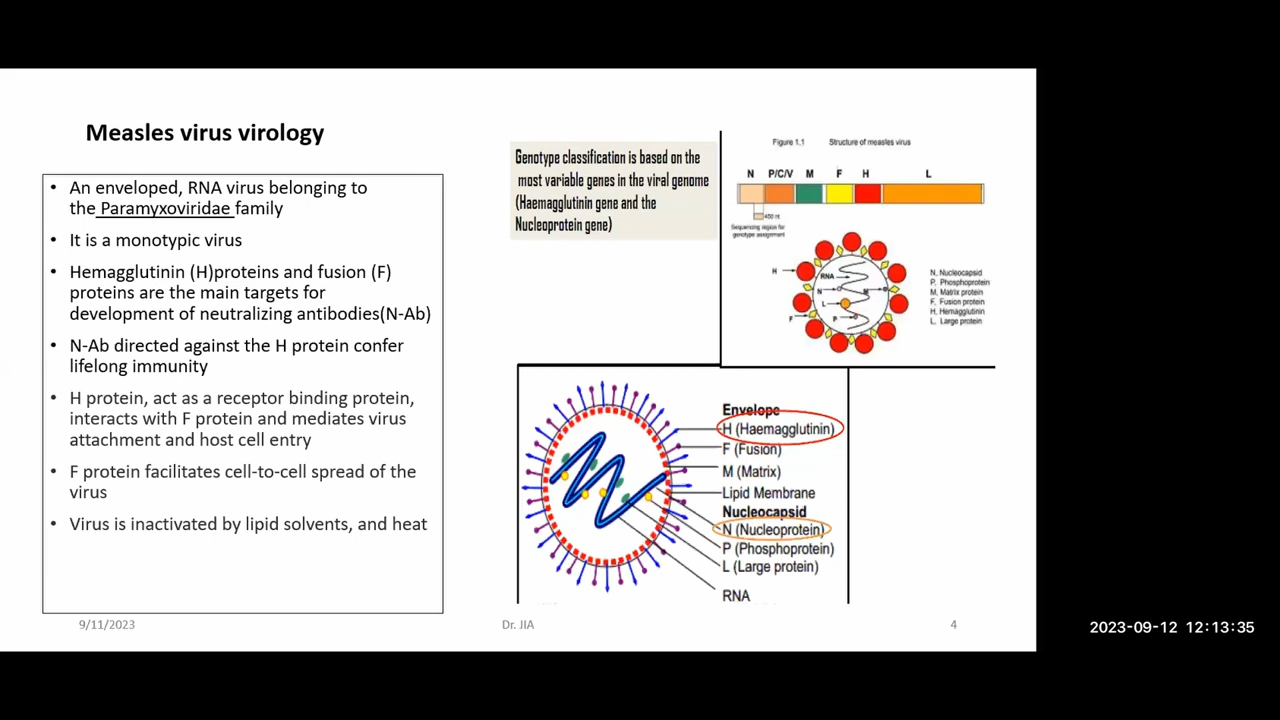 Measles virus virology
• An enveloped, RNA virus belonging to
the Paramyxoviridae family
• It is a monotypic virus
• Hemagglutinin (H)proteins and fusion (F)
proteins are the main targets for
development of neutralizing antibodies(N-Ab)
• N-Ab directed against the H protein confer
lifelong immunity
• H protein, act as a receptor binding protein,
interacts with F protein and mediates virus
attachment and host cell entry
• F protein facilitates cell-to-cell spread of the
virus
• Virus is inactivated by lipid solvents, and heat
Genotype classification is based on the
most variable genes in the viral genome
(Haemagglutinin gene and the
Nucleoprotein gene)
Figure 1.1 Structure of measles virus
N P/C/V M F H L
450 nt
Sequencing region for
genotype assignment
H
RNA
N M
L
F P
N, Nucleocapsid
P, Phosphoprotein
M, Matrix protein
F, Fusion protein
H, Hemagglutinin
L, Large protein
Envelope
H (Haemagglutinin)
F (Fusion)
M (Matrix)
Lipid Membrane
Nucleocapsid
N (Nucleoprotein)
P (Phosphoprotein)
L (Large protein)
RNA
9/11/2023 Dr. JIA 4
2023-09-12 12:13:35